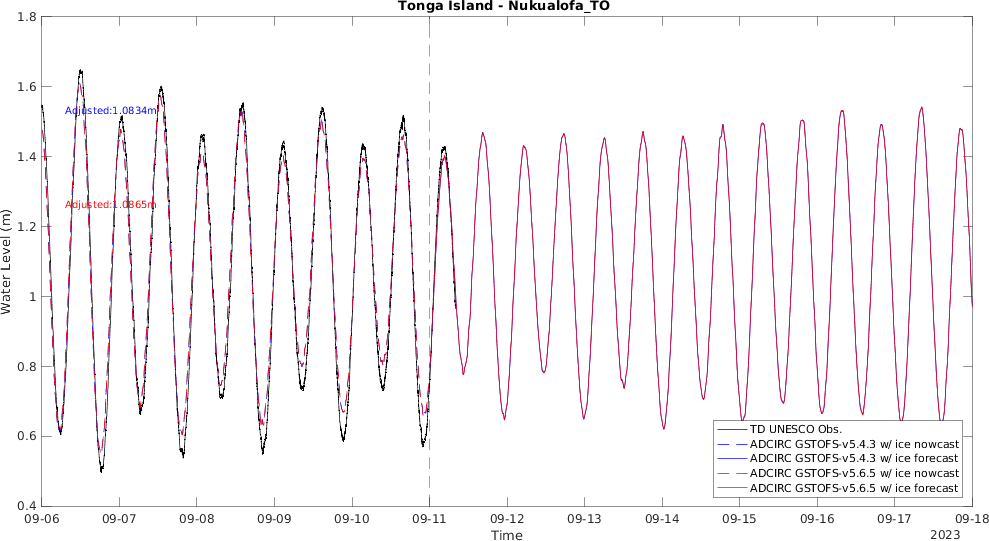 Tonga Island - Nukualofa_TO
1.8
1.6
1.4
1.2
1
0.8
0.6
0.4
Water Level (m)
Adjusted:1.0834m
Adjusted:1.0865m
TD UNESCO Obs.
ADCIRC GSTOFS-v5.4.3 w/ ice nowcast
ADCIRC GSTOFS-v5.4.3 w/ ice forecast
ADCIRC GSTOFS-v5.6.5 w/ ice nowcast
ADCIRC GSTOFS-v5.6.5 w/ ice forecast
09-06 09-07 09-08 09-09 09-10 09-11 09-12 09-13 09-14 09-15 09-16 09-17 09-18
Time
2023